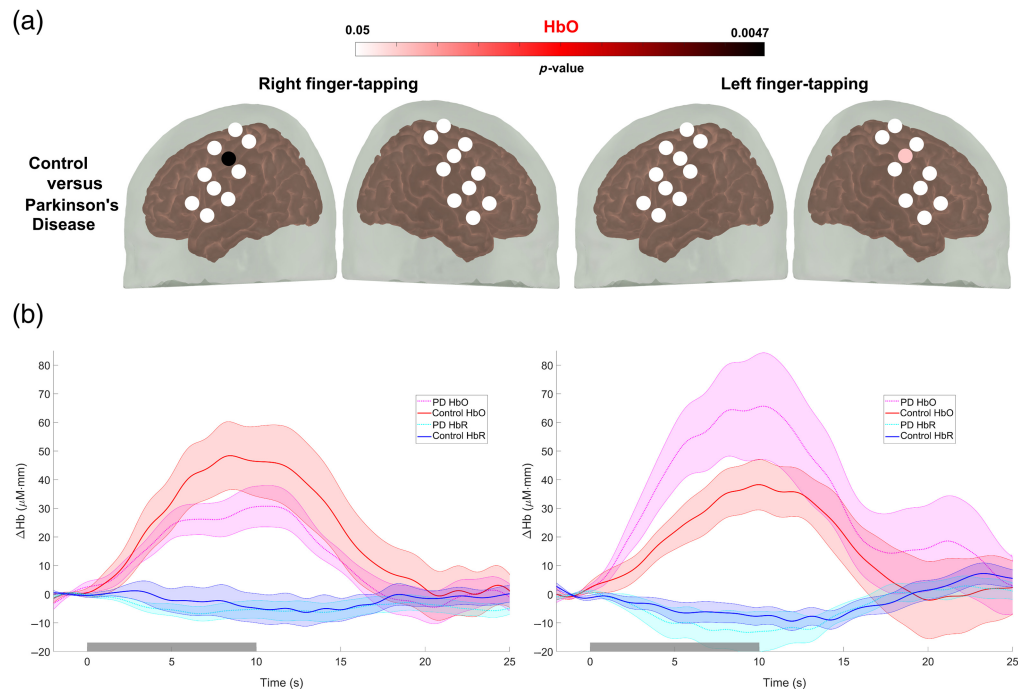 (a)
HbO
0.05
0.0047
p-value
Right finger-tapping
Left finger-tapping
Control
versus
Parkinson's
Disease
(b)
80
70
60
50
40
30
20
10
0
–10
–20
ΔHb (μM·mm)
PD HbO
Control HbO
PD HbR
Control HbR
0
5
10
15
20
25
Time (s)
80
70
60
50
40
30
20
10
0
–10
–20
ΔHb (μM·mm)
PD HbO
Control HbO
PD HbR
Control HbR
0
5
10
15
20
25
Time (s)